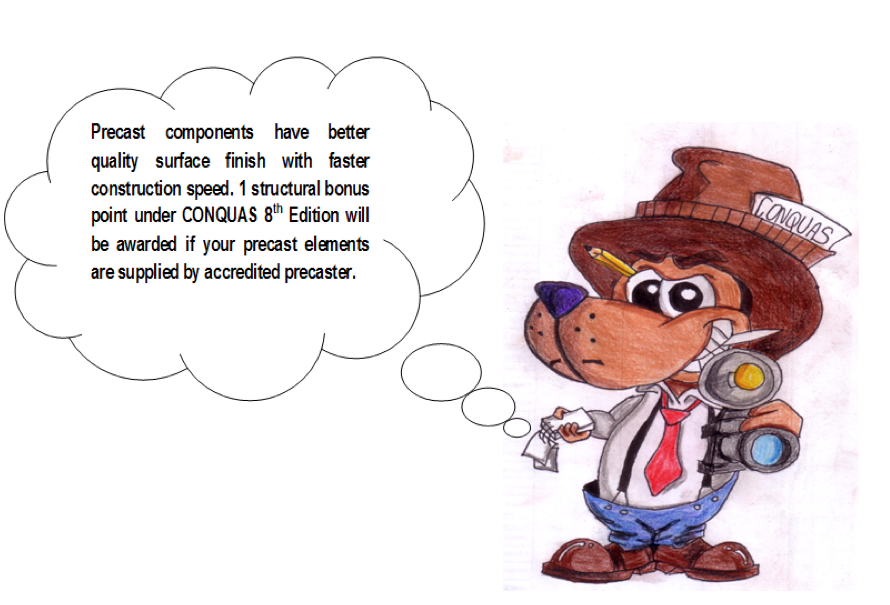 Precast components have better
quality surface finish with faster
construction speed. 1 structural bonus
point under CONQUAS 8th Edition will
be awarded if your precast elements
are supplied by accredited precaster.
CONQUAS